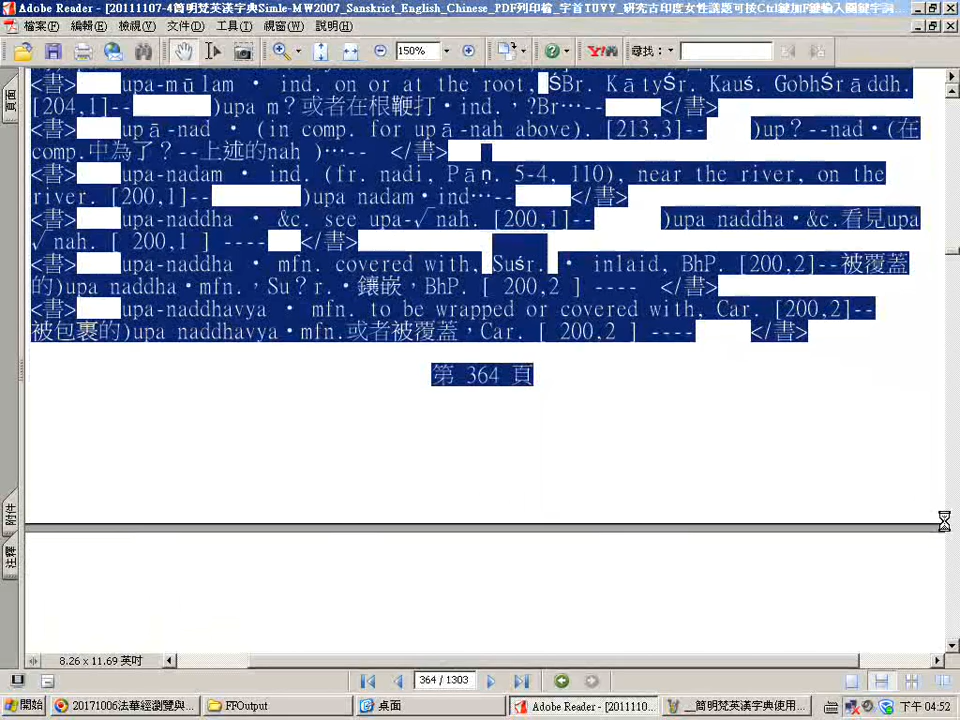 Adobe Reader - [20111107-4簡明梵英漢字典Simle-MW2007_Sanskrict_English_Chinese_PDF列印檔_字首TUVY_研究古印度女性議題可按Ctrl鍵加F鍵輸入關鍵字詞...
檔案(F) 編輯(E) 檢視(V) 文件(D) 工具(T) 視窗(W) 說明(H)
150% 尋找:
<書> upa-mūlam • ind. on or at the root, ŚBr. KātyŚr. Kauś. GobhŚrāddh.
[204,1]-- )upa m？或者在根鞭打•ind.，?Br…-- </書>
<書> upā-nad • (in comp. for upā-nah above). [213,3]-- )up？--nad•(在
comp.中為了？--上述的nah )…-- </書>
<書> upa-nadam • ind. (fr. nadi, Pāṇ. 5-4, 110), near the river, on the
river. [200,1]-- )upa nadam•ind…-- </書>
<書> upa-naddha • &c. see upa-√nah. [200,1]-- )upa naddha•&c.看見upa
√nah. [ 200,1 ] ---- </書>
<書> upa-naddha • mfn. covered with, Suśr. • inlaid, BhP. [200,2]--被覆蓋
的)upa naddha•mfn.，Su？r.•鑲嵌，BhP. [ 200,2 ] ---- </書>
<書> upa-naddhavya • mfn. to be wrapped or covered with, Car. [200,2]--
被包裹的)upa naddhavya•mfn.或者被覆蓋，Car. [ 200,2 ] ---- </書>
第 364 頁
頁面
附件
注釋
8.26 x 11.69 英吋
364 / 1303
開始 20171006法華經瀏覽與... FFOutput 桌面 Adobe Reader - [201... __簡明梵英字典使用... 下午 04:52